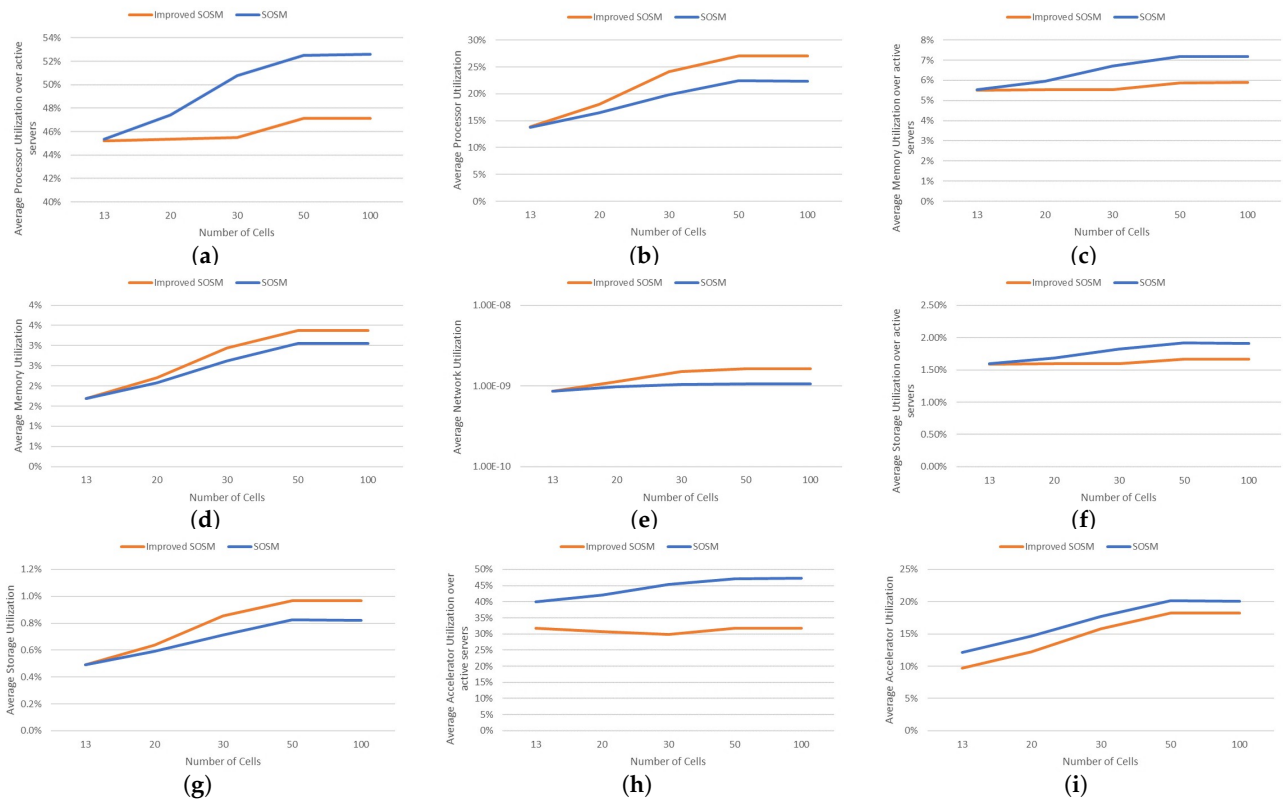 Improved SOSM SOSM
Average Processor Utilization over active
servers
54%
52%
50%
48%
46%
44%
42%
40%
13 20 30 50 100
Number of Cells
(a)
Improved SOSM SOSM
Average Processor Utilization
30%
25%
20%
15%
10%
5%
0%
13 20 30 50 100
Number of Cells
(b)
Improved SOSM SOSM
Average Memory Utilization over active
servers
8%
7%
6%
5%
4%
3%
2%
1%
0%
13 20 30 50 100
Number of Cells
(c)
Improved SOSM SOSM
Average Memory Utilization
4%
4%
3%
3%
2%
2%
1%
1%
0%
13 20 30 50 100
Number of Cells
(d)
Improved SOSM SOSM
Average Network Utilization
1.00E-08
1.00E-09
1.00E-10
13 20 30 50 100
Number of Cells
(e)
Improved SOSM SOSM
Average Storage Utilization over active
servers
2.50%
2.00%
1.50%
1.00%
0.50%
0.00%
13 20 30 50 100
Number of Cells
(f)
Improved SOSM SOSM
Average Storage Utilization
1.2%
1.0%
0.8%
0.6%
0.4%
0.2%
0.0%
13 20 30 50 100
Number of Cells
(g)
Improved SOSM SOSM
Average Accelerator Utilization over
active servers
50%
45%
40%
35%
30%
25%
20%
15%
10%
5%
0%
13 20 30 50 100
Number of Cells
(h)
Improved SOSM SOSM
Average Accelerator Utilization
25%
20%
15%
10%
5%
0%
13 20 30 50 100
Number of Cells
(i)